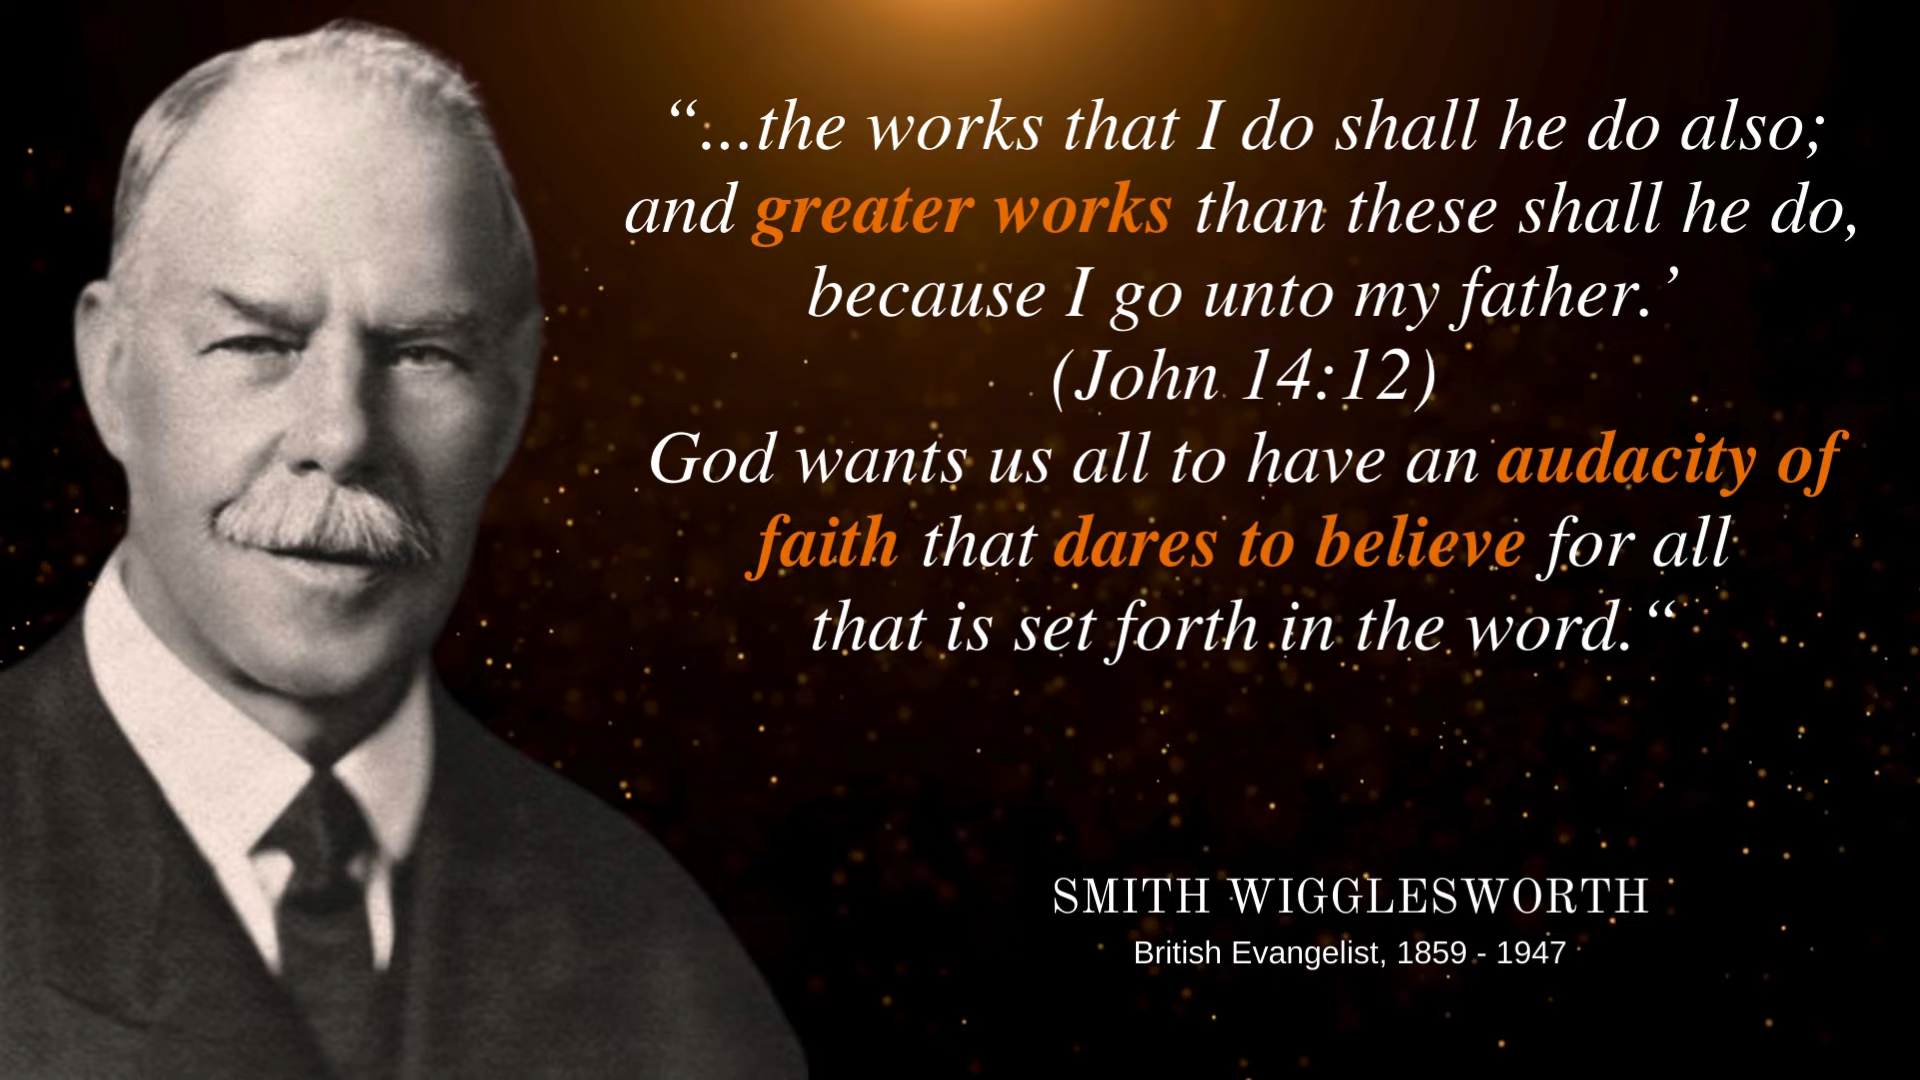 “...the works that I do shall he do also;
and greater works than these shall he do,
because I go unto my father.’
(John 14:12)
God wants us all to have an audacity of
faith that dares to believe for all
that is set forth in the word.“
SMITH WIGGLESWORTH
British Evangelist, 1859 - 1947